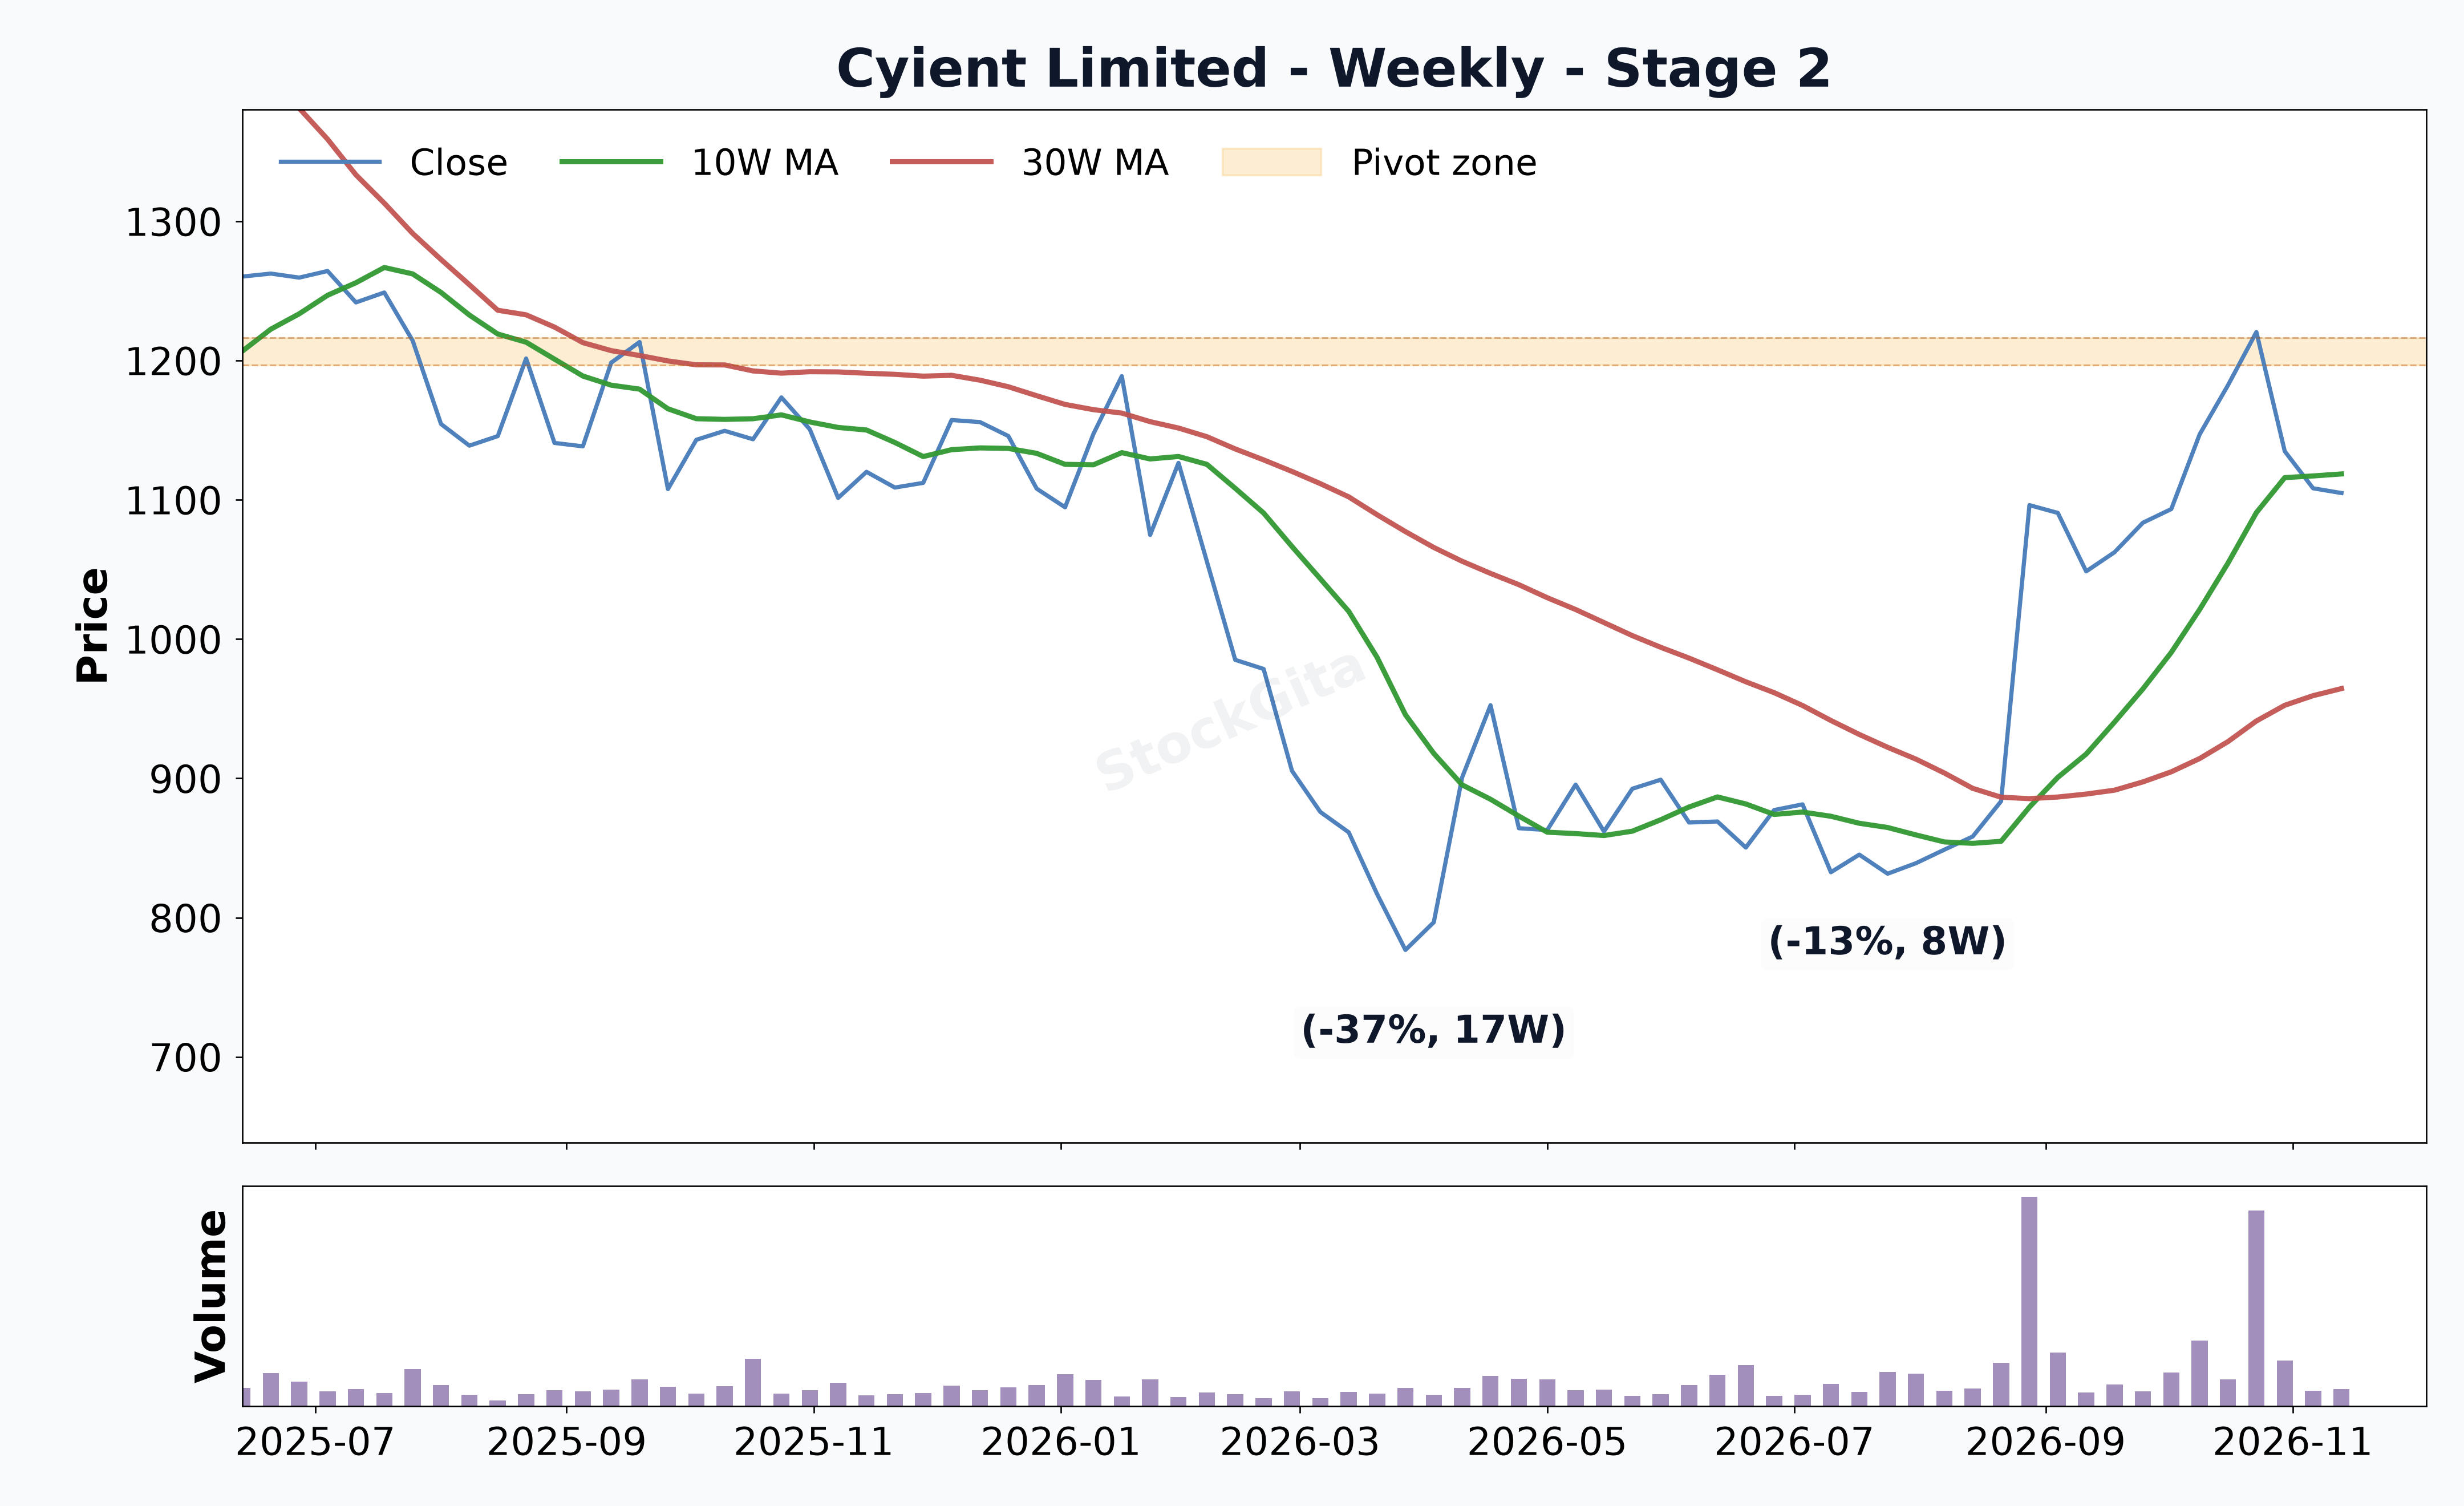 Cyient Limited - Weekly - Stage 2
Close 10W MA 30W MA Pivot zone
1300
1200
1100
1000
900
800
700
Price
StockGita
(-13%, 8W)
(-37%, 17W)
Volume
2025-07 2025-09 2025-11 2026-01 2026-03 2026-05 2026-07 2026-09 2026-11